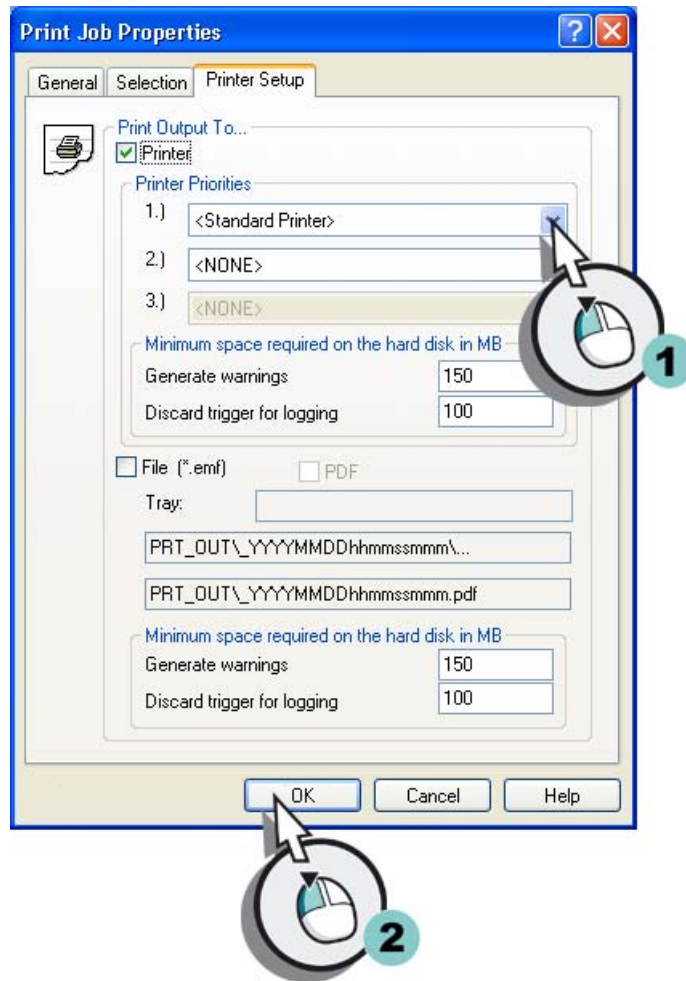 Print Job Properties
General Selection Printer Setup
Print Output To...
Printer
Printer Priorities
1.) <Standard Printer>
2.) <NONE>
3.) <NONE>
Minimum space required on the hard disk in MB
Generate warnings 150
Discard trigger for logging 100
File (*.emf) PDF
Tray:
PRT_OUT\_YYYYMMDDhhmmssmmm\...
PRT_OUT\_YYYYMMDDhhmmssmmm.pdf
Minimum space required on the hard disk in MB
Generate warnings 150
Discard trigger for logging 100
OK Cancel Help
1
2